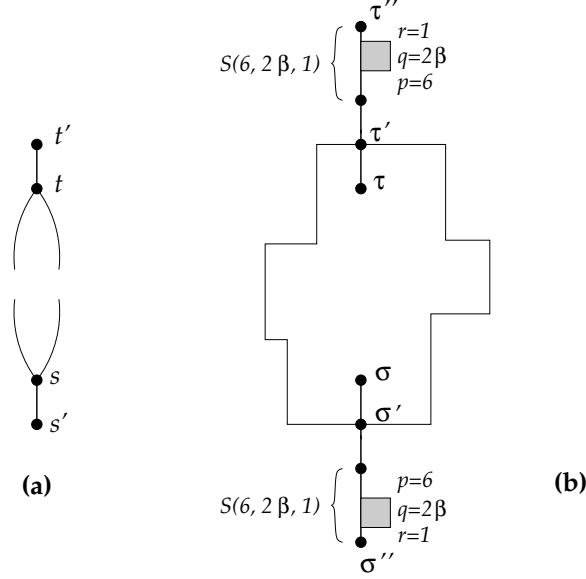 τ''
r=1
S(6, 2 β, 1)
q=2β
p=6
t'
τ'
t
τ
s
σ
s'
σ'
(a)
p=6
S(6, 2 β, 1)
q=2β
(b)
r=1
σ''